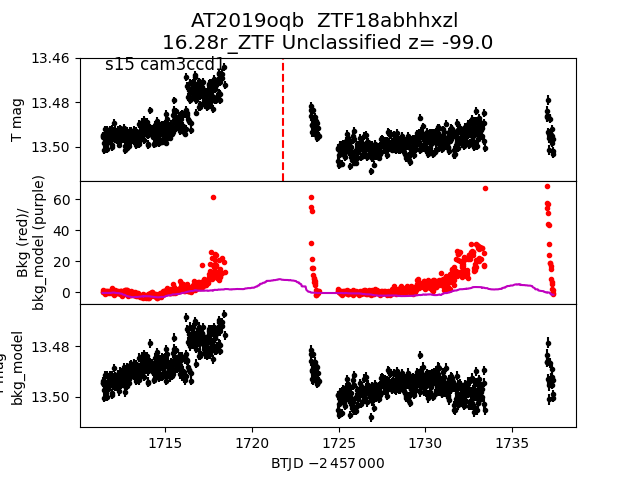 AT2019oqb  ZTF18abhhxzl
16.28r_ZTF Unclassified z= -99.0
s15 cam3ccd1
T mag
13.46
13.48
13.50
Bkg (red)/
bkg_model (purple)
60
40
20
0
mag
bkg_model
13.48
13.50
1715
1720
1725
1730
1735
BTJD −2 457 000